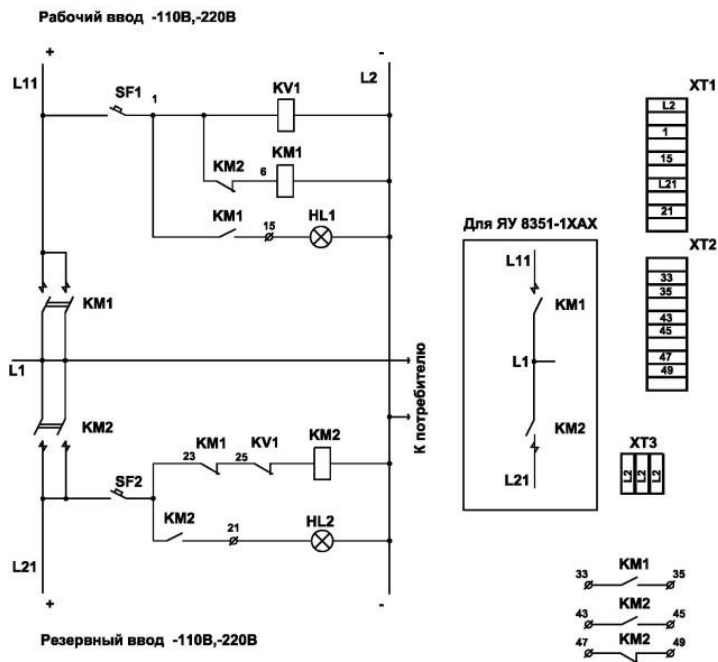 Рабочий ввод -110В,-220В
+
-
L11
L2
SF1
1
KV1
KM2
6
KM1
KM1
15
HL1
KM1
L1
К потребителю
KM2
SF2
23
KM1
25
KV1
KM2
KM2
21
HL2
L21
+
-
Резервный ввод -110В,-220В
Для ЯУ 8351-1ХАХ
L11
KM1
L1
KM2
L21
XT1
L2
1
15
L21
21
XT2
33
35
43
45
47
49
XT3
L2 L2 L2
33 KM1 35
43 KM2 45
47 KM2 49